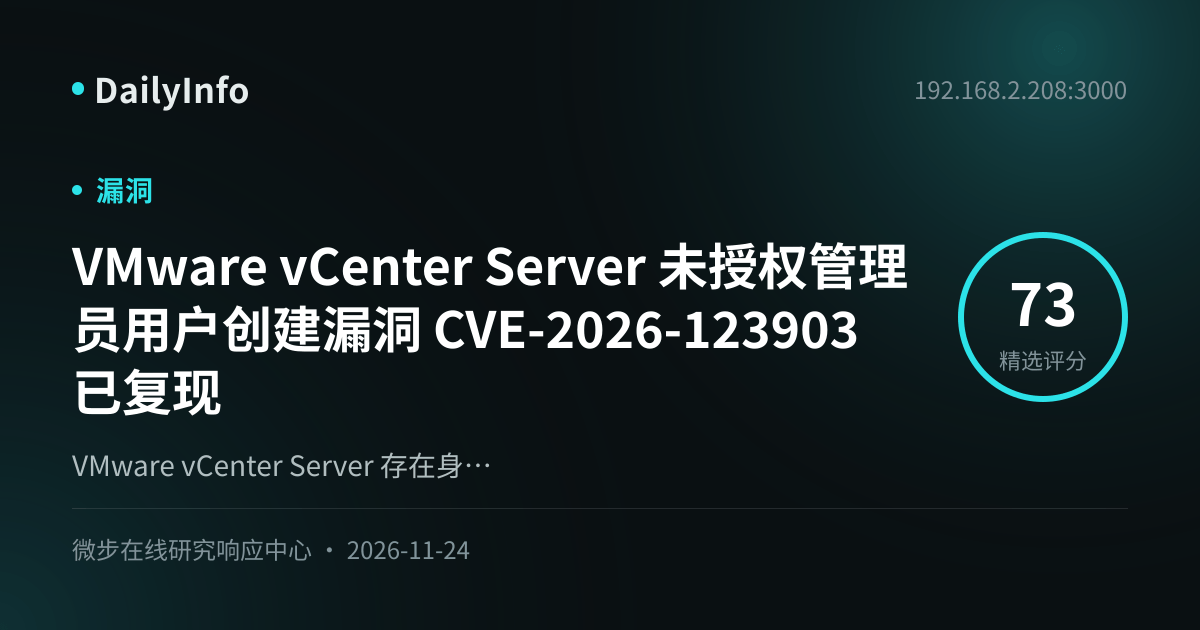 DailyInfo
192.168.2.208:3000
漏洞
VMware vCenter Server 未授权管理
员用户创建漏洞 CVE-2026-123903
已复现
73
精选评分
VMware vCenter Server 存在身…
微步在线研究响应中心 · 2026-11-24